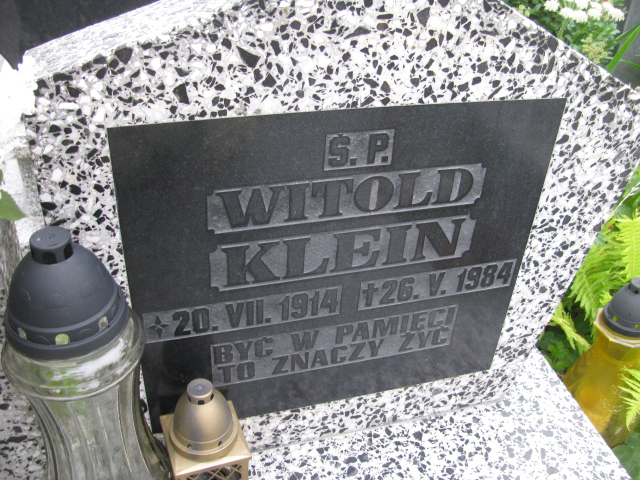 Ś. P.
WITOLD
KLEIN
20. VII. 1914 †26. V. 1984
BYĆ W PAMIĘCI
TO ZNACZY ŻYĆ